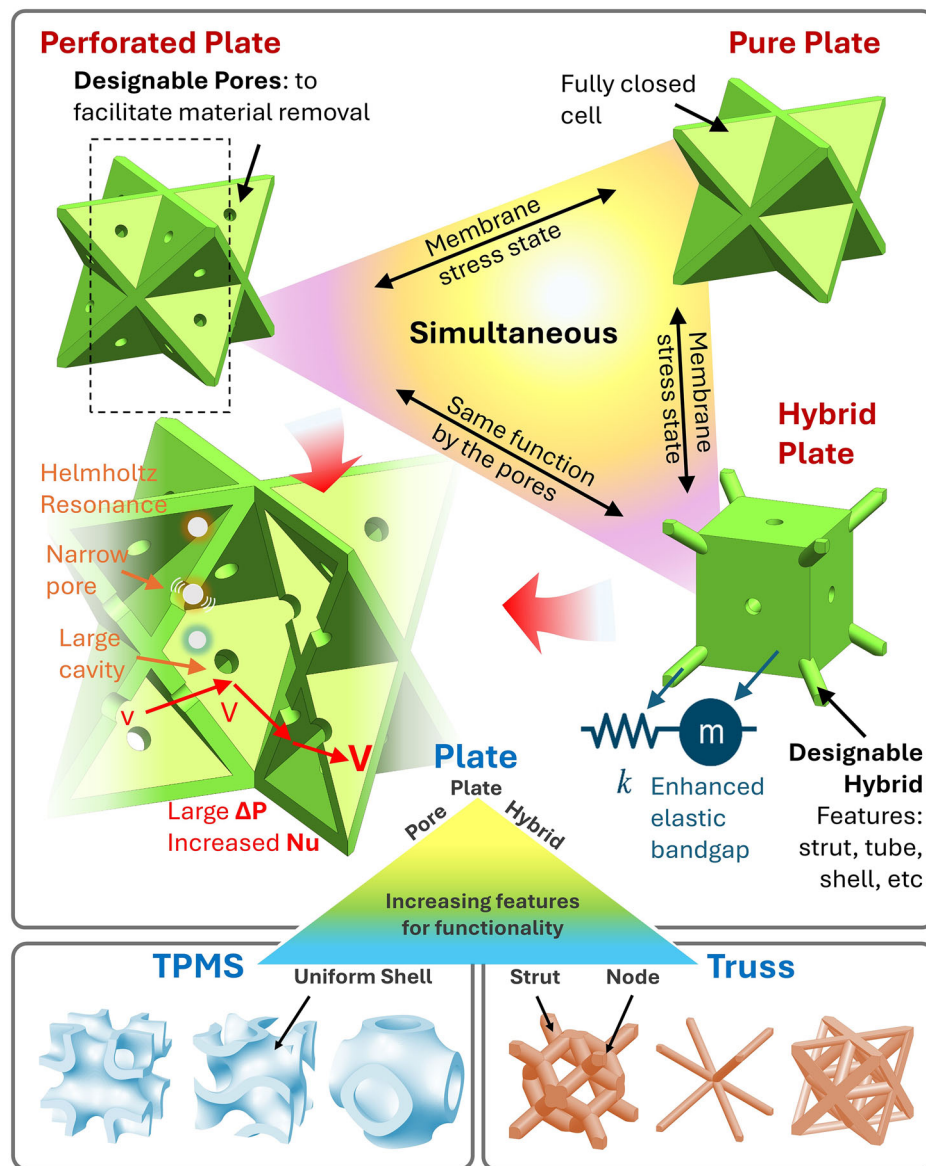 Perforated Plate
Designable Pores: to
facilitate material removal
Pure Plate
Fully closed
cell
Membrane
stress state
Simultaneous
Membrane
stress state
Same function
by the pores
Hybrid
Plate
Helmholtz
Resonance
Narrow
pore
Large
cavity
v
V
V
Large ΔP
Increased Nu
m
k
Enhanced
elastic
bandgap
Designable
Hybrid
Features:
strut, tube,
shell, etc
Plate
Plate
Pore
Hybrid
Increasing features
for functionality
TPMS
Uniform Shell
Strut
Node
Truss